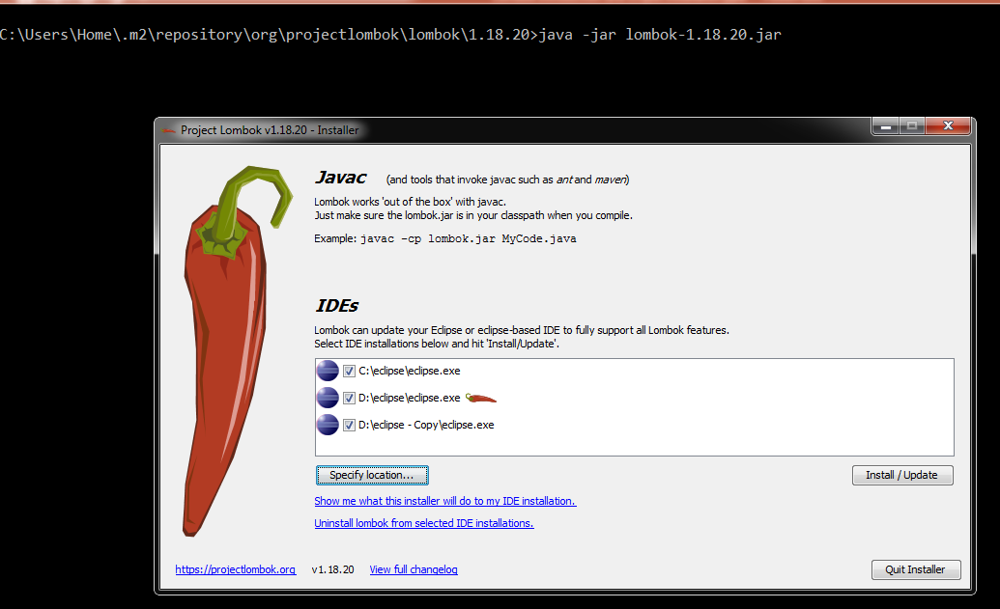 C:\Users\Home\.m2\repository\org\projectlombok\lombok\1.18.20>java -jar lombok-1.18.20.jar
Project Lombok v1.18.20 - Installer
Javac (and tools that invoke javac such as ant and maven)
Lombok works 'out of the box' with javac.
Just make sure the lombok.jar is in your classpath when you compile.
Example: javac -cp lombok.jar MyCode.java
IDEs
Lombok can update your Eclipse or eclipse-based IDE to fully support all Lombok features.
Select IDE installations below and hit 'Install/Update'.
C:\eclipse\eclipse.exe
D:\eclipse\eclipse.exe
D:\eclipse - Copy\eclipse.exe
Specify location... Install / Update
Show me what this installer will do to my IDE installation.
Uninstall lombok from selected IDE installations.
https://projectlombok.org v1.18.20 View full changelog Quit Installer